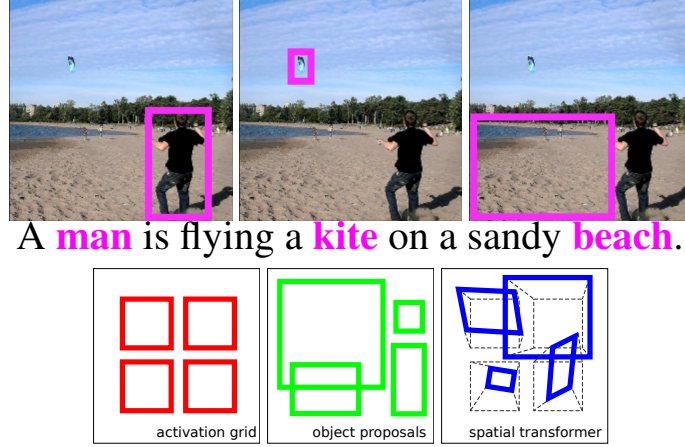 A man is flying a kite on a sandy beach.
activation grid
object proposals
spatial transformer